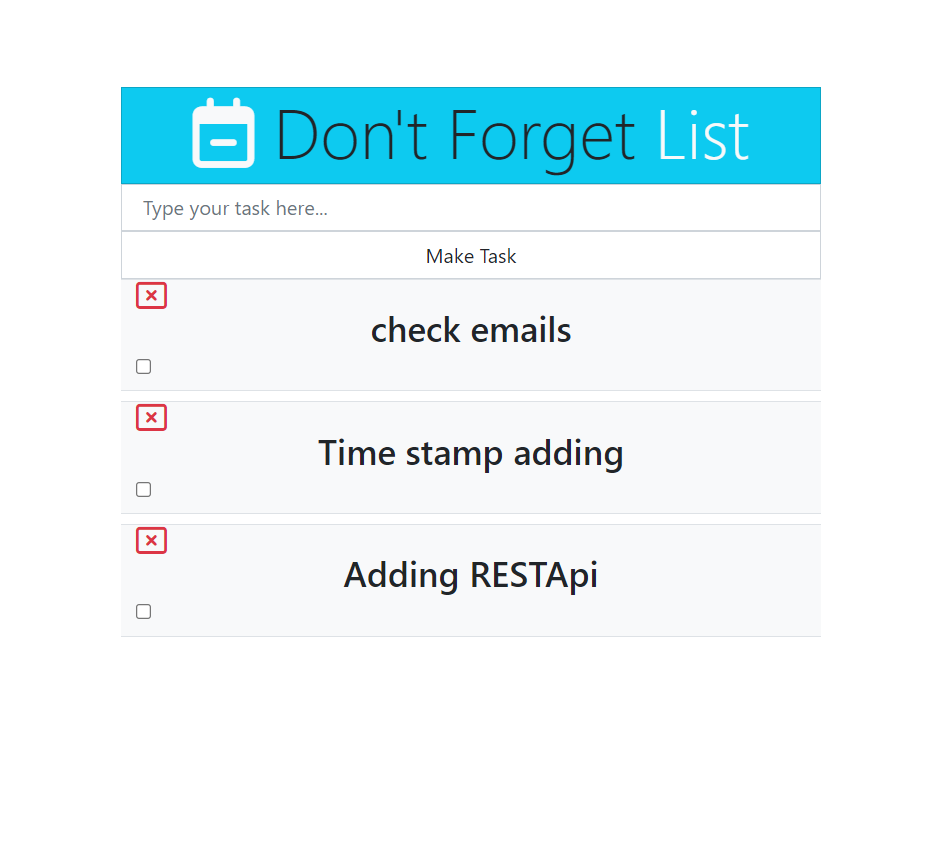 Don't Forget List
Type your task here...
Make Task
check emails
Time stamp adding
Adding RESTApi